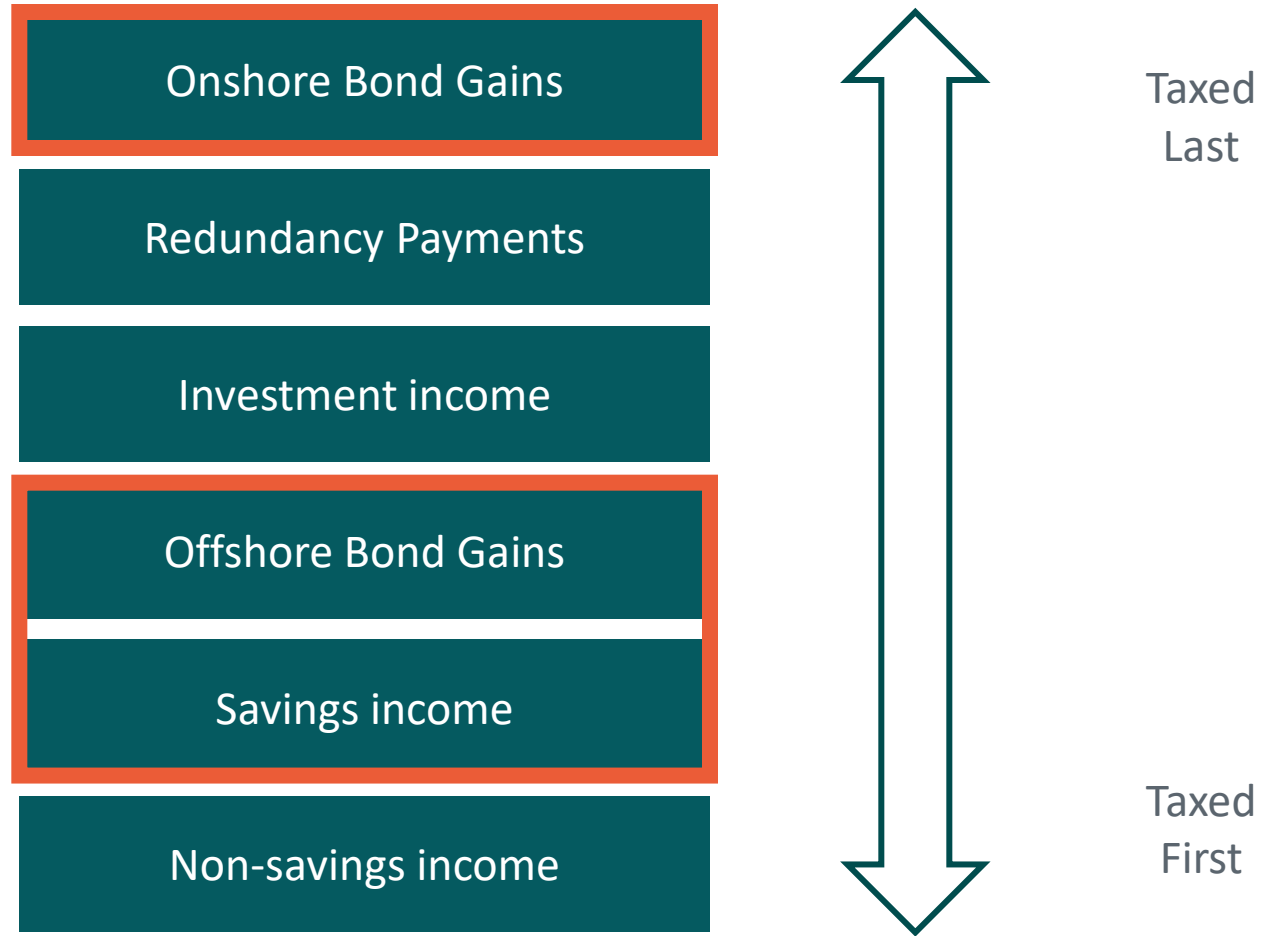 Onshore Bond Gains
Redundancy Payments
Investment income
Offshore Bond Gains
Savings income
Non-savings income
Taxed
Last
Taxed
First